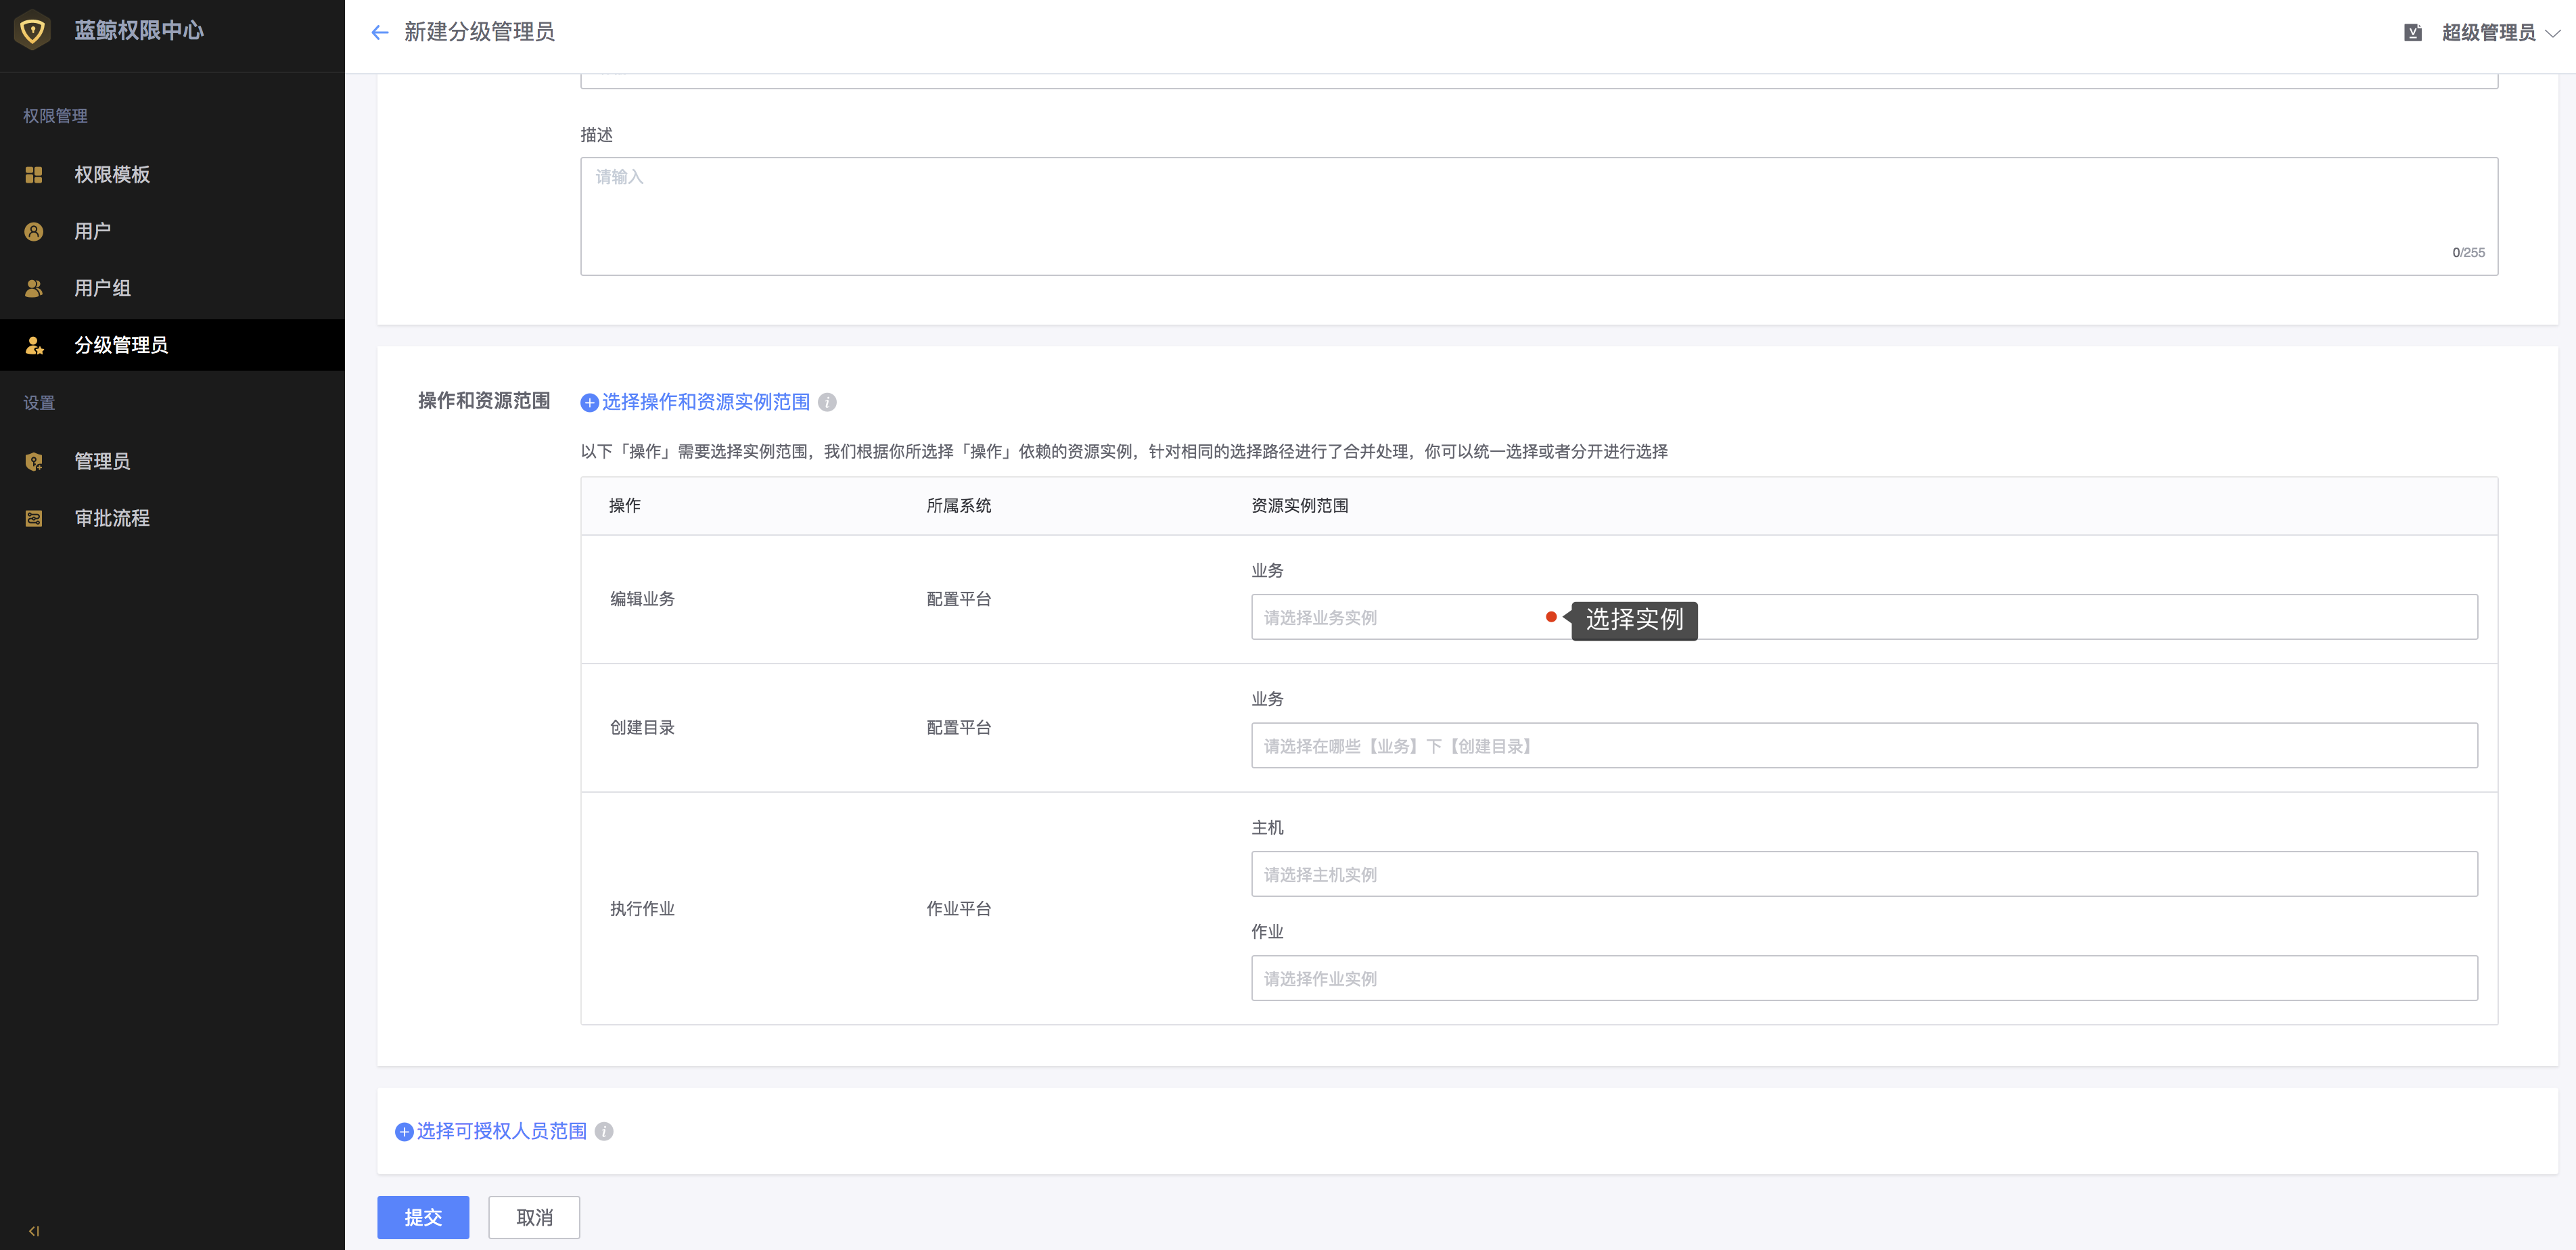 蓝鲸权限中心
新建分级管理员
超级管理员
权限管理
权限模板
用户
用户组
分级管理员
设置
管理员
审批流程
描述
请输入
0/255
操作和资源范围
选择操作和资源实例范围
以下「操作」需要选择实例范围，我们根据你所选择「操作」依赖的资源实例，针对相同的选择路径进行了合并处理，你可以统一选择或者分开进行选择
操作 所属系统 资源实例范围
编辑业务 配置平台
业务
请选择业务实例
选择实例
创建目录 配置平台
业务
请选择在哪些【业务】下【创建目录】
执行作业 作业平台
主机
请选择主机实例
作业
请选择作业实例
选择可授权人员范围
提交 取消